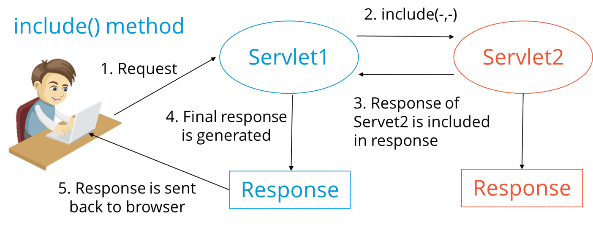 include() method
1. Request
Servlet1
2. include(-,-)
Servlet2
3. Response of
Servet2 is included
in response
4. Final response
is generated
5. Response is sent
back to browser
Response
Response